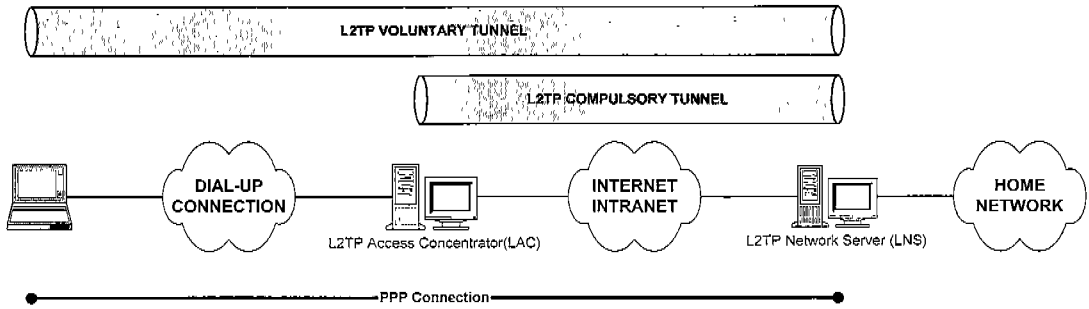 L2TP VOLUNTARY TUNNEL
L2TP COMPULSORY TUNNEL
DIAL-UP
CONNECTION
INTERNET
INTRANET
HOME
NETWORK
L2TP Access Concentrator(LAC)
L2TP Network Server (LNS)
PPP Connection